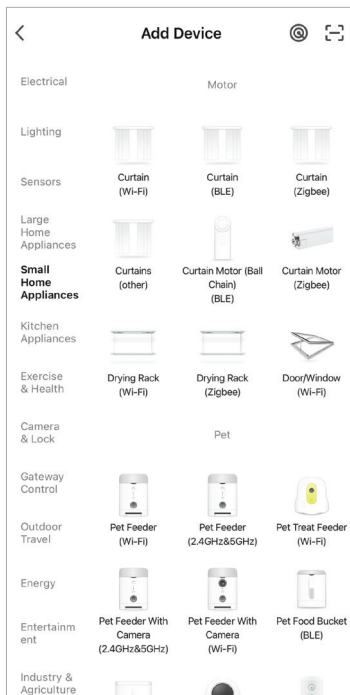 Add Device
Electrical
Lighting
Sensors
Large
Home
Appliances
Small
Home
Appliances
Kitchen
Appliances
Exercise
& Health
Camera
& Lock
Gateway
Control
Outdoor
Travel
Energy
Entertainm
ent
Industry &
Agriculture
Motor
Curtain
(Wi-Fi)
Curtain
(BLE)
Curtain
(Zigbee)
Curtains
(other)
Curtain Motor (Ball
Chain)
(BLE)
Curtain Motor
(Zigbee)
Drying Rack
(Wi-Fi)
Drying Rack
(Zigbee)
Door/Window
(Wi-Fi)
Pet
Pet Feeder
(Wi-Fi)
Pet Feeder
(2.4GHz&5GHz)
Pet Treat Feeder
(Wi-Fi)
Pet Feeder With
Camera
(2.4GHz&5GHz)
Pet Feeder With
Camera
(Wi-Fi)
Pet Food Bucket
(BLE)